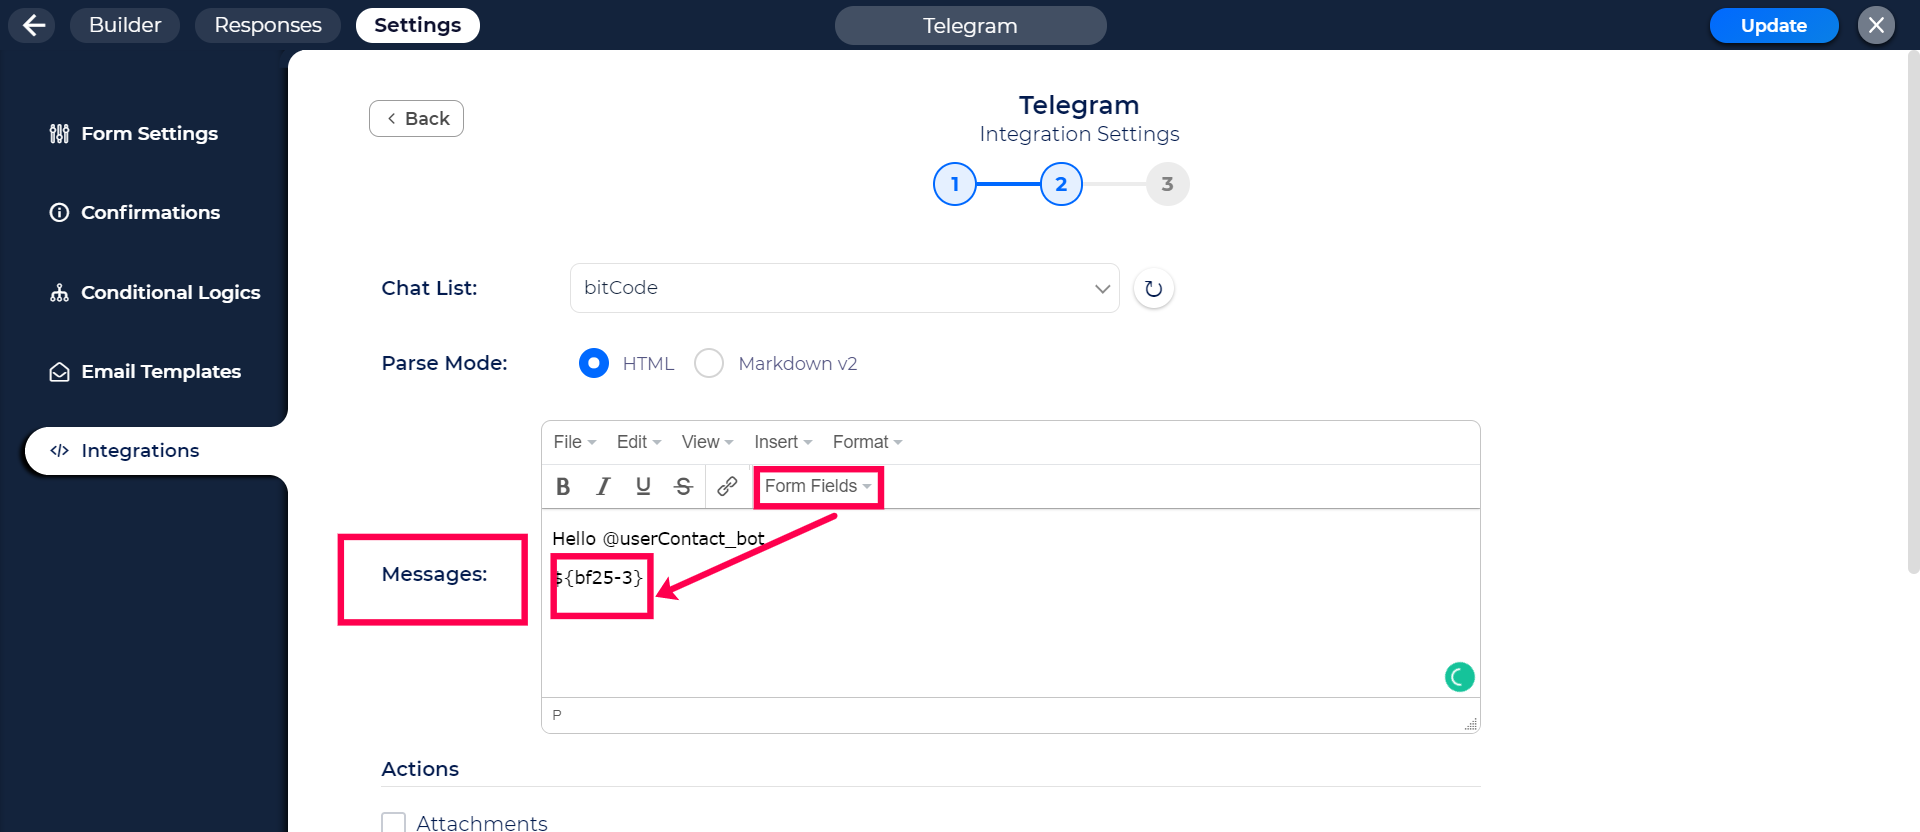 Builder Responses Settings Telegram Update
Telegram
Integration Settings
Back
1 2 3
Form Settings
Confirmations
Conditional Logics
Email Templates
Integrations
Chat List: bitCode
Parse Mode: HTML Markdown v2
File Edit View Insert Format
B I U S Form Fields
Messages:
Hello @userContact_bot
${bf25-3}
P
Actions
Attachments